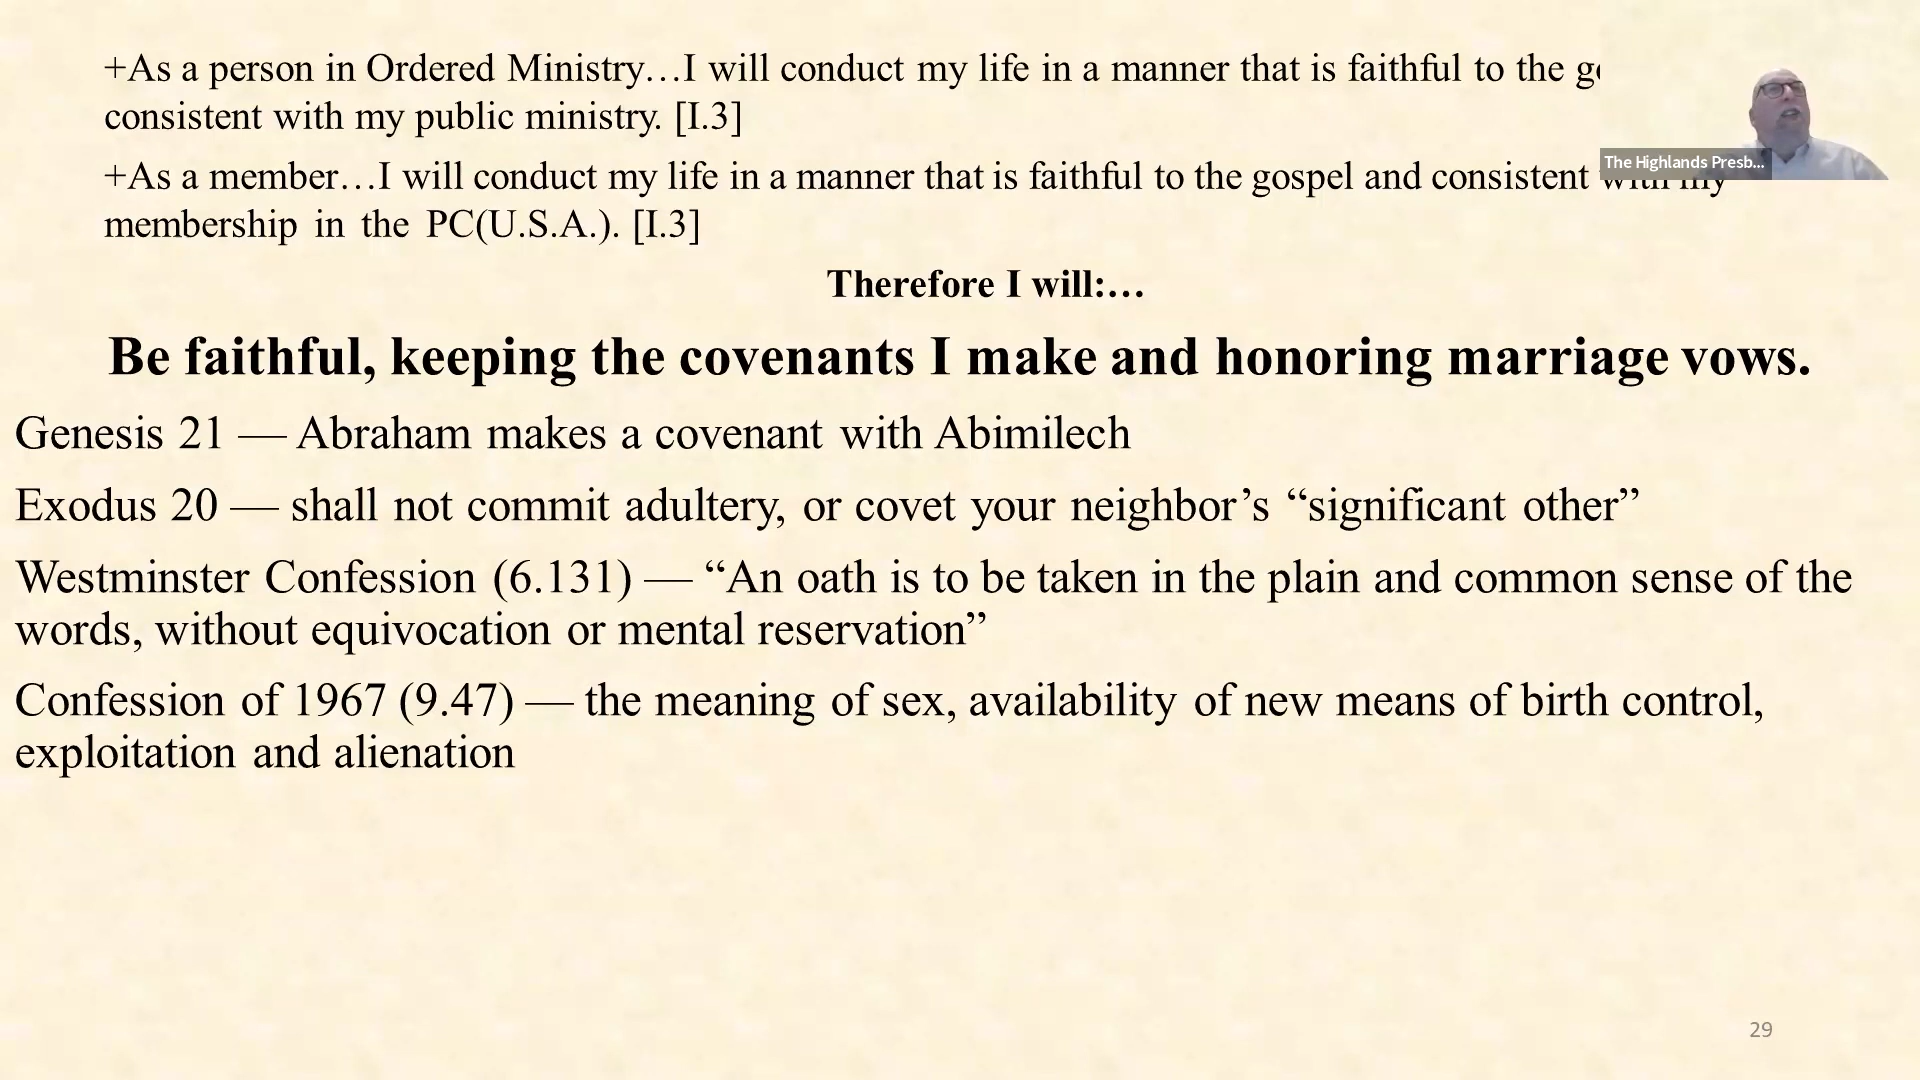 +As a person in Ordered Ministry…I will conduct my life in a manner that is faithful to the
consistent with my public ministry. [I.3]
The Highlands Presb...
+As a member…I will conduct my life in a manner that is faithful to the gospel and consistent with my
membership in the PC(U.S.A.). [I.3]
Therefore I will:…
Be faithful, keeping the covenants I make and honoring marriage vows.
Genesis 21 — Abraham makes a covenant with Abimilech
Exodus 20 — shall not commit adultery, or covet your neighbor’s “significant other”
Westminster Confession (6.131) — “An oath is to be taken in the plain and common sense of the
words, without equivocation or mental reservation”
Confession of 1967 (9.47) — the meaning of sex, availability of new means of birth control,
exploitation and alienation
29